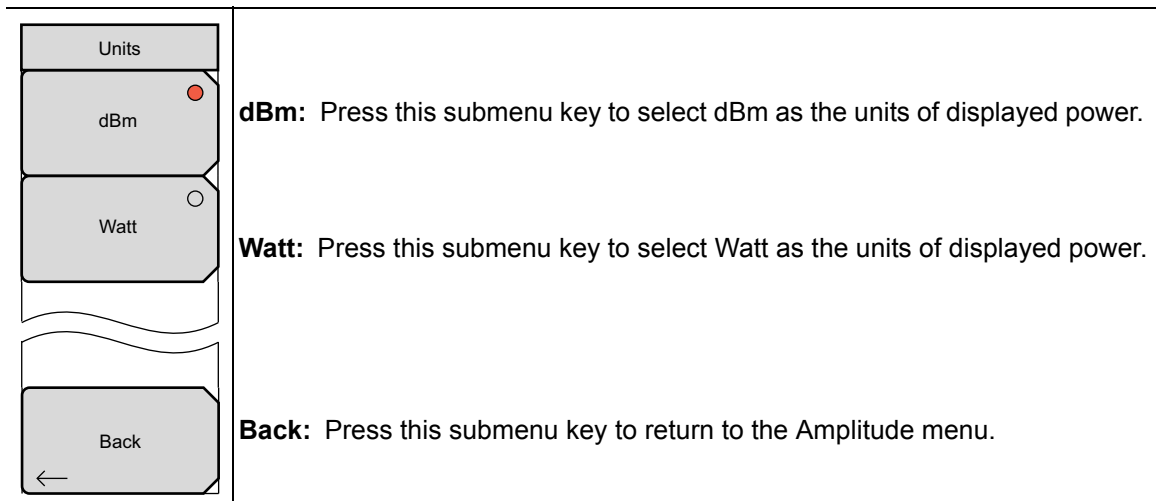 Units
dBm
dBm: Press this submenu key to select dBm as the units of displayed power.
Watt
Watt: Press this submenu key to select Watt as the units of displayed power.
Back
Back: Press this submenu key to return to the Amplitude menu.